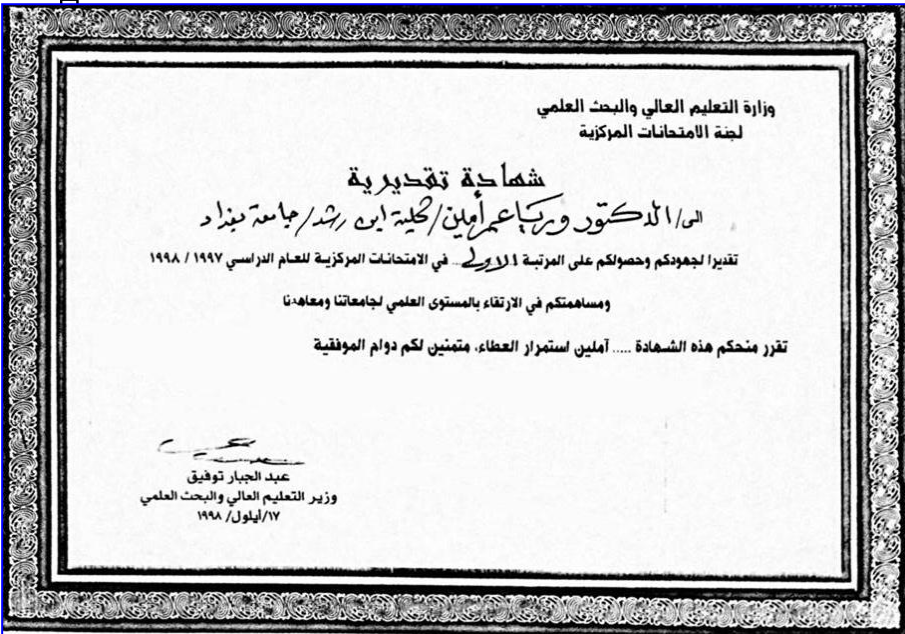 وزارة التعليم العالي والبحث العلمي
لجنة الامتحانات المركزية
شهادة تقديرية
الى/ الدكتور وريا عمر أمين/ كلية ابن رشد/ جامعة بغداد
تقديرا لجهودكم وحصولكم على المرتبة الاولى في الامتحانات المركزية للعام الدراسي ١٩٩٧ / ١٩٩٨
ومساهمتكم في الارتقاء بالمستوى العلمي لجامعاتنا ومعاهدنا
تقرر منحكم هذه الشهادة ..... آملين استمرار العطاء، متمنين لكم دوام الموفقية
عبد الجبار توفيق
وزير التعليم العالي والبحث العلمي
١٧/أيلول/ ١٩٩٨